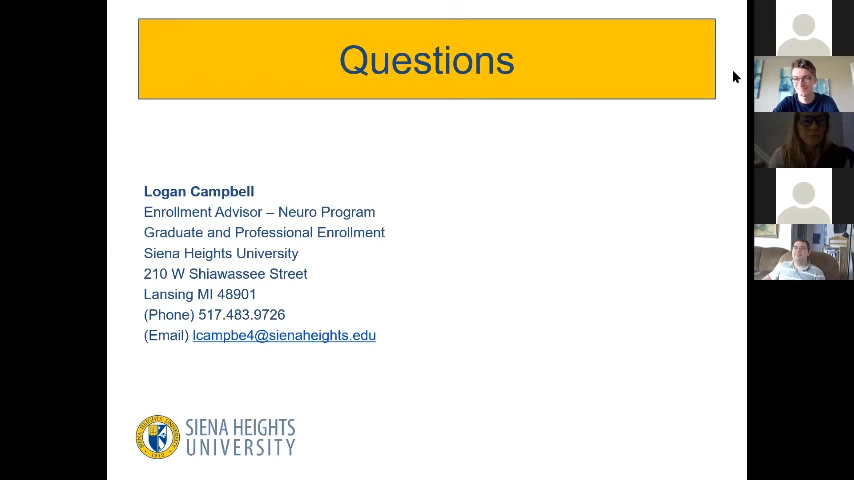 Questions
Logan Campbell
Enrollment Advisor – Neuro Program
Graduate and Professional Enrollment
Siena Heights University
210 W Shiawassee Street
Lansing MI 48901
(Phone) 517.483.9726
(Email) lcampbe4@sienaheights.edu
SIENA HEIGHTS
UNIVERSITY